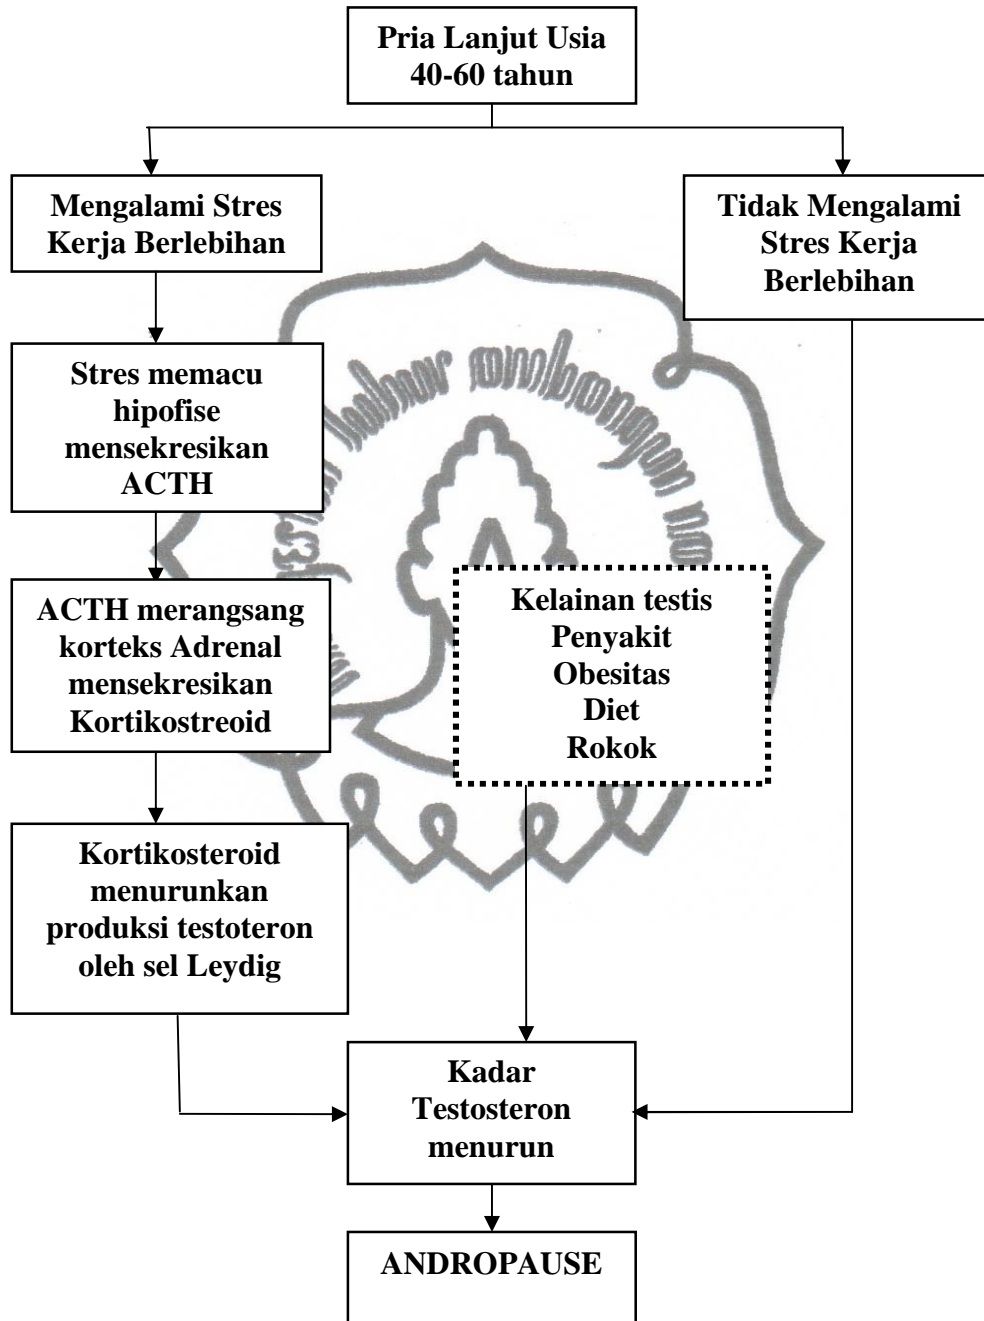 Pria Lanjut Usia
40-60 tahun
Mengalami Stres
Kerja Berlebihan
Tidak Mengalami
Stres Kerja
Berlebihan
Stres memacu
hipofise
mensekresikan
ACTH
ACTH merangsang
korteks Adrenal
mensekresikan
Kortikostreoid
Kelainan testis
Penyakit
Obesitas
Diet
Rokok
Kortikosteroid
menurunkan
produksi testoteron
oleh sel Leydig
Kadar
Testosteron
menurun
ANDROPAUSE